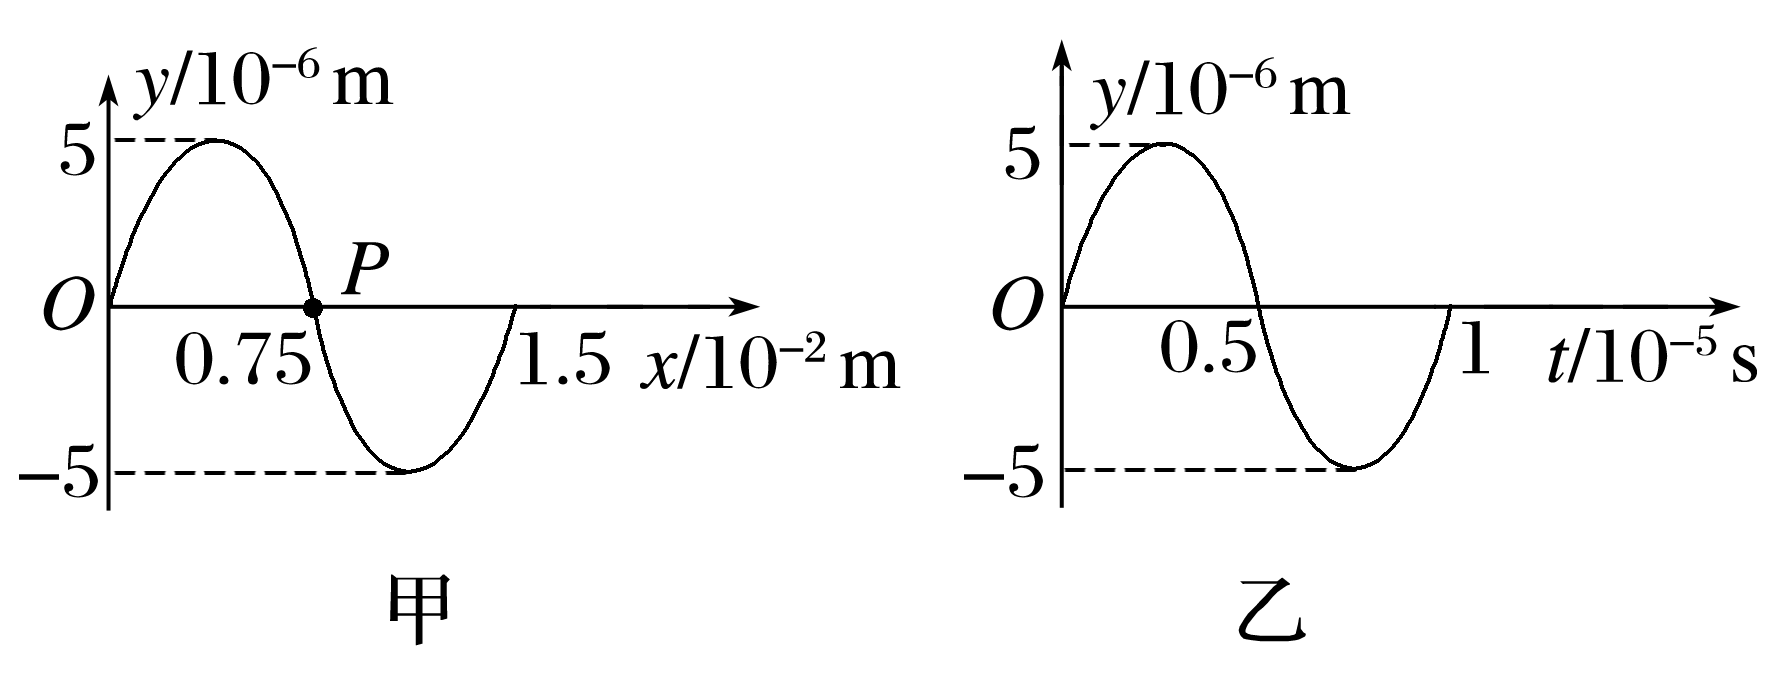 y/10⁻⁶ m
5
O
P
0.75
1.5
x/10⁻² m
−5
甲
y/10⁻⁶ m
5
O
0.5
1
t/10⁻⁵ s
−5
乙